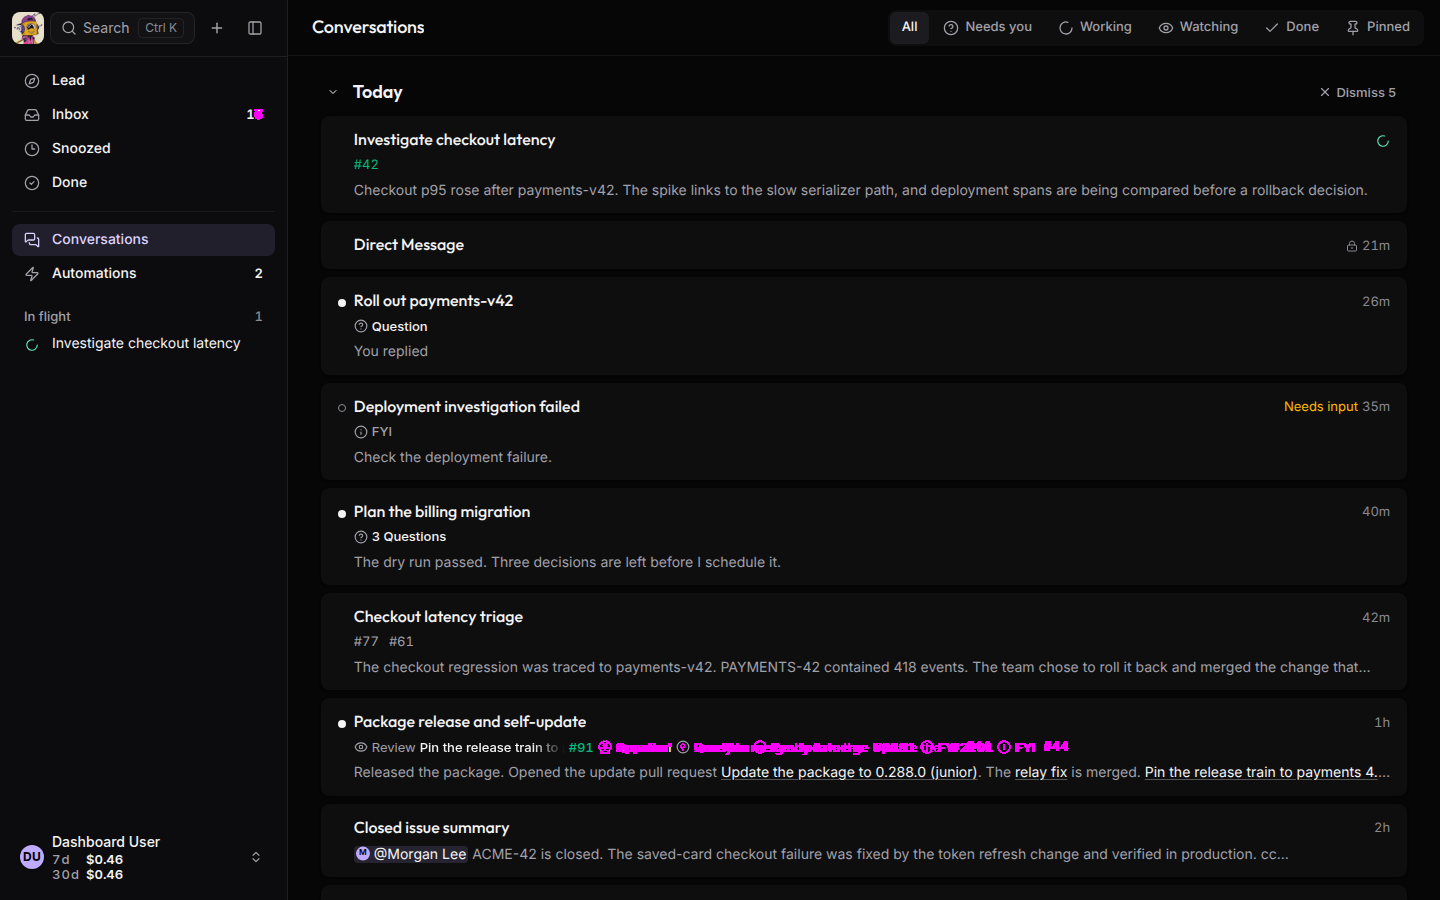 Search Ctrl K
Lead
Inbox
Snoozed
Done
Conversations
Automations 2
In flight 1
Investigate checkout latency
DU Dashboard User
7d $0.46
30d $0.46
Conversations
All Needs you Working Watching Done Pinned
Today Dismiss 5
Investigate checkout latency
#42
Checkout p95 rose after payments-v42. The spike links to the slow serializer path, and deployment spans are being compared before a rollback decision.
Direct Message 21m
Roll out payments-v42 26m
Question
You replied
Deployment investigation failed Needs input 35m
FYI
Check the deployment failure.
Plan the billing migration 40m
3 Questions
The dry run passed. Three decisions are left before I schedule it.
Checkout latency triage 42m
#77 #61
The checkout regression was traced to payments-v42. PAYMENTS-42 contained 418 events. The team chose to roll it back and merged the change that...
Package release and self-update 1h
Review Pin the release train to #91 FYI #44
Released the package. Opened the update pull request Update the package to 0.288.0 (junior). The relay fix is merged. Pin the release train to payments 4....
Closed issue summary 2h
M @Morgan Lee ACME-42 is closed. The saved-card checkout failure was fixed by the token refresh change and verified in production. cc...